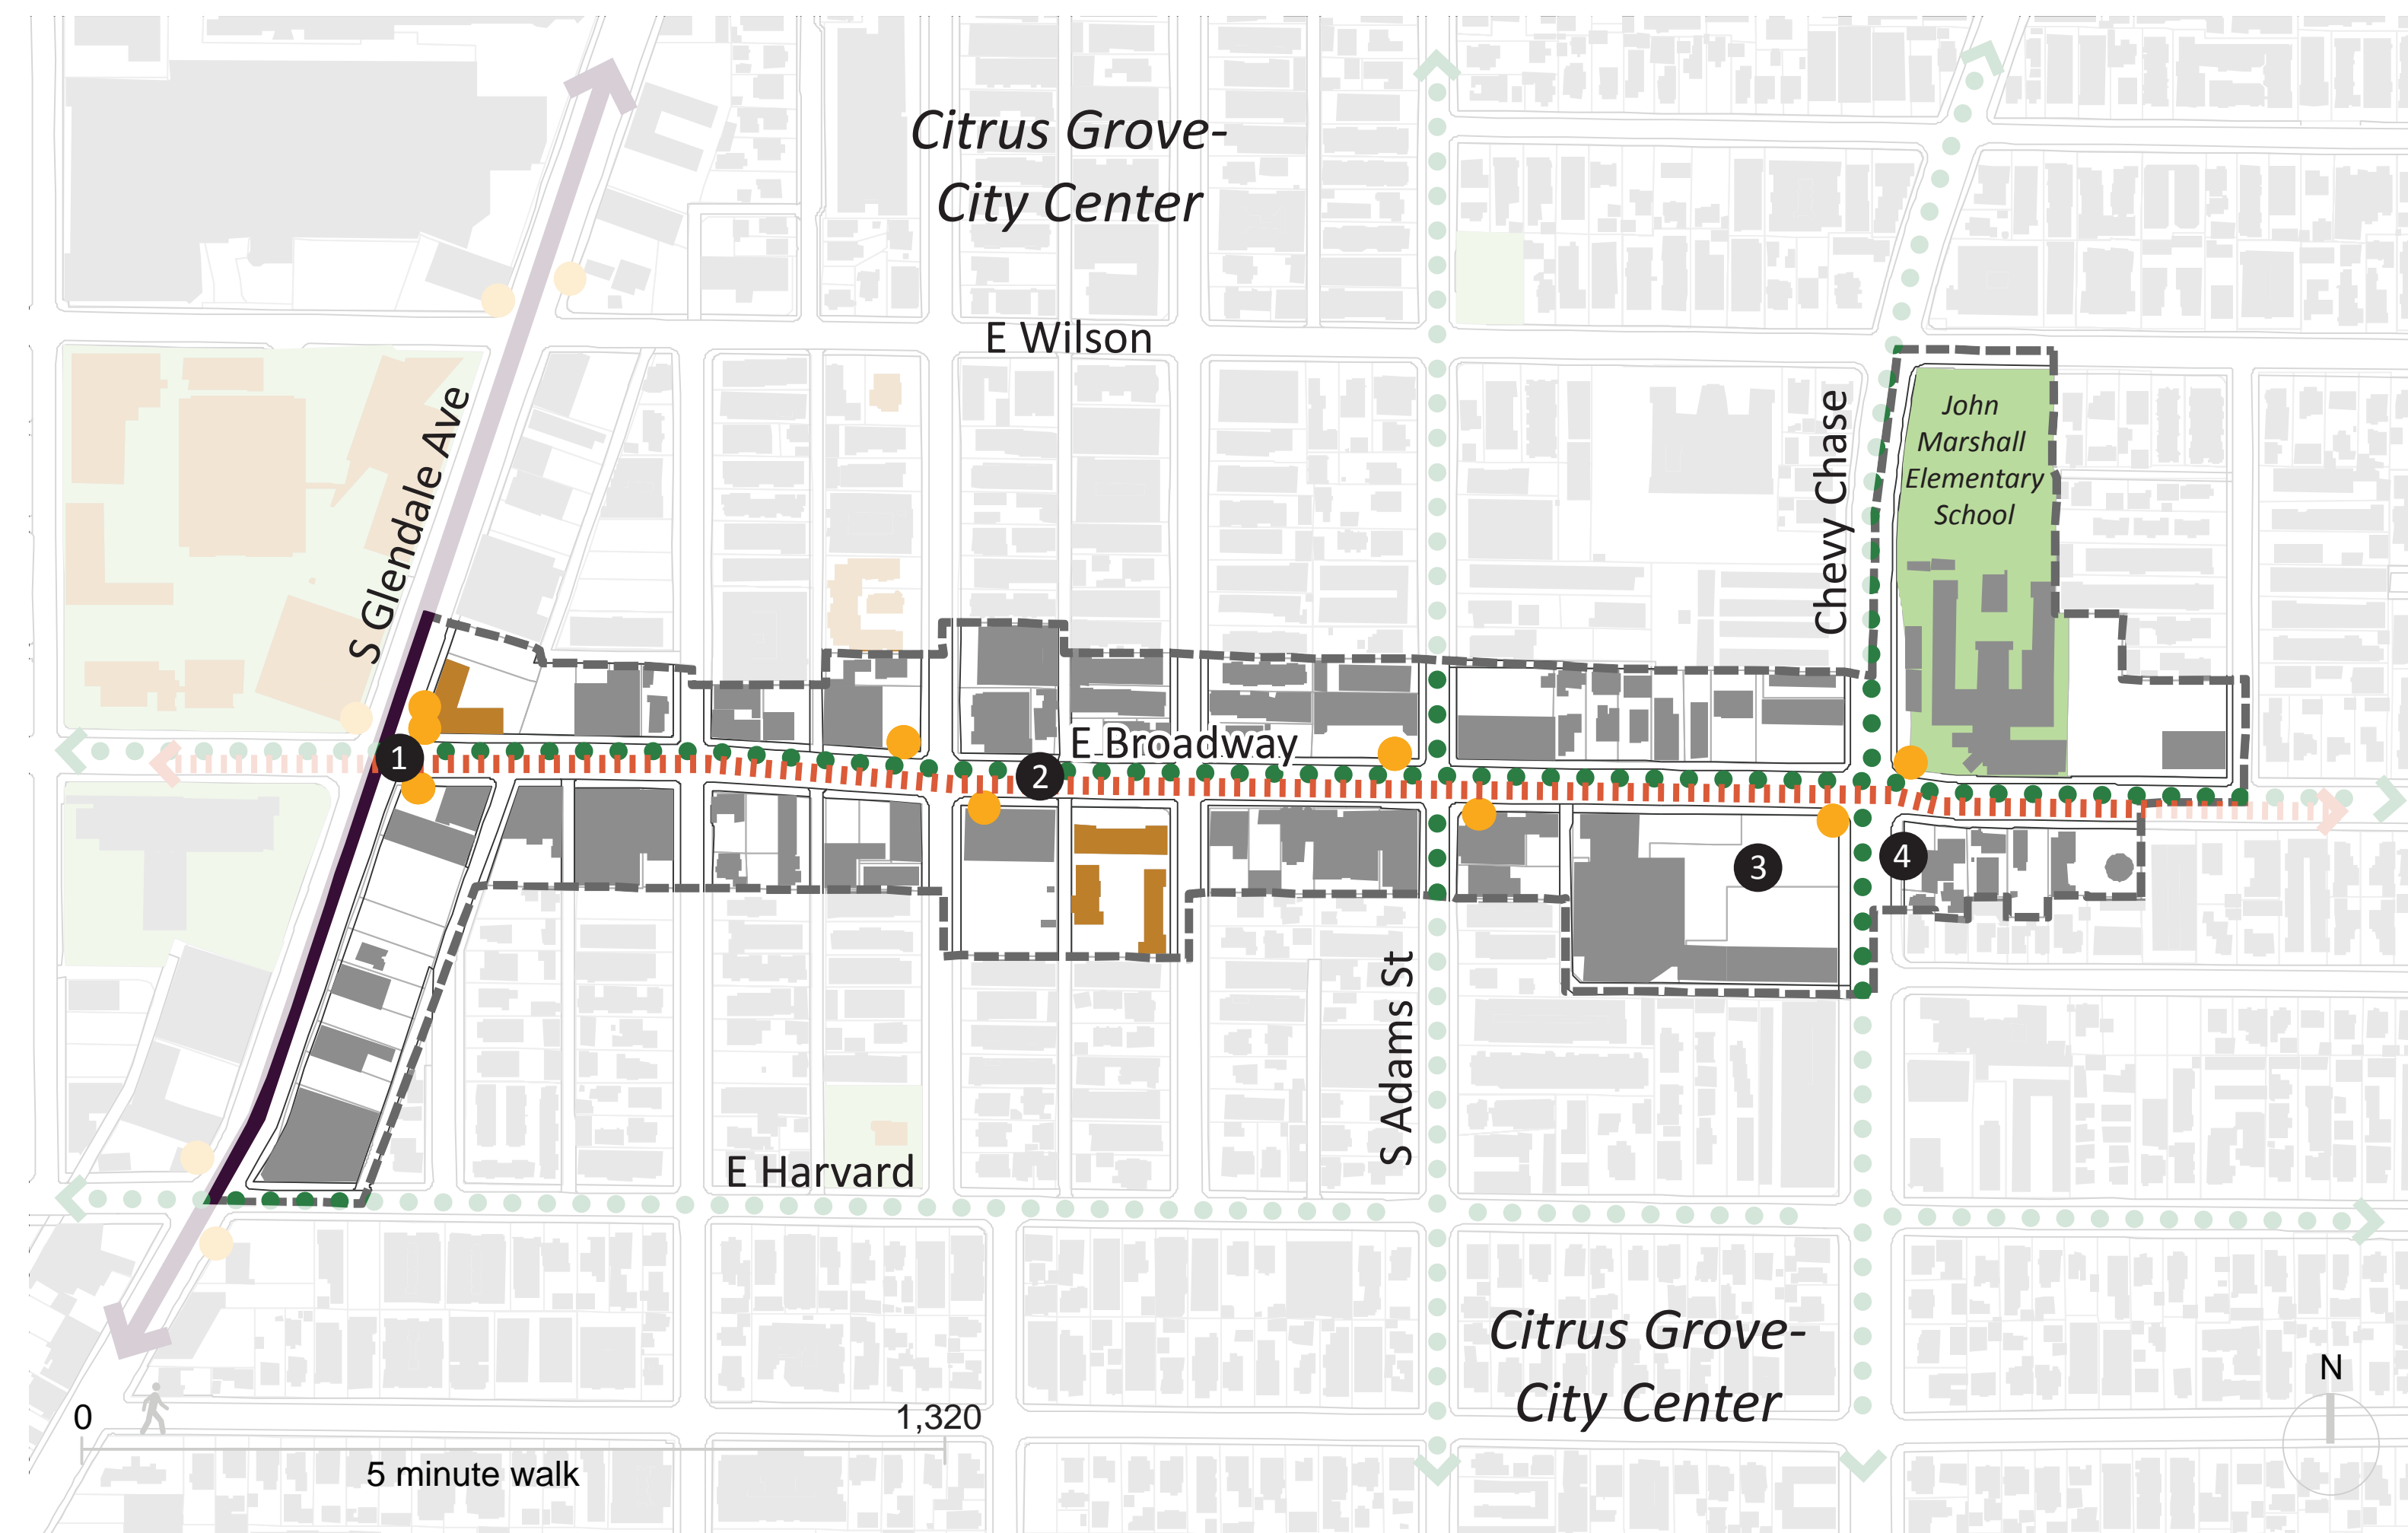 Citrus Grove-
City Center
E Wilson
S Glendale Ave
Chevy Chase
John
Marshall
Elementary
School
1
E Broadway
2
3
4
S Adams St
E Harvard
Citrus Grove-
City Center
N
0
1,320
5 minute walk